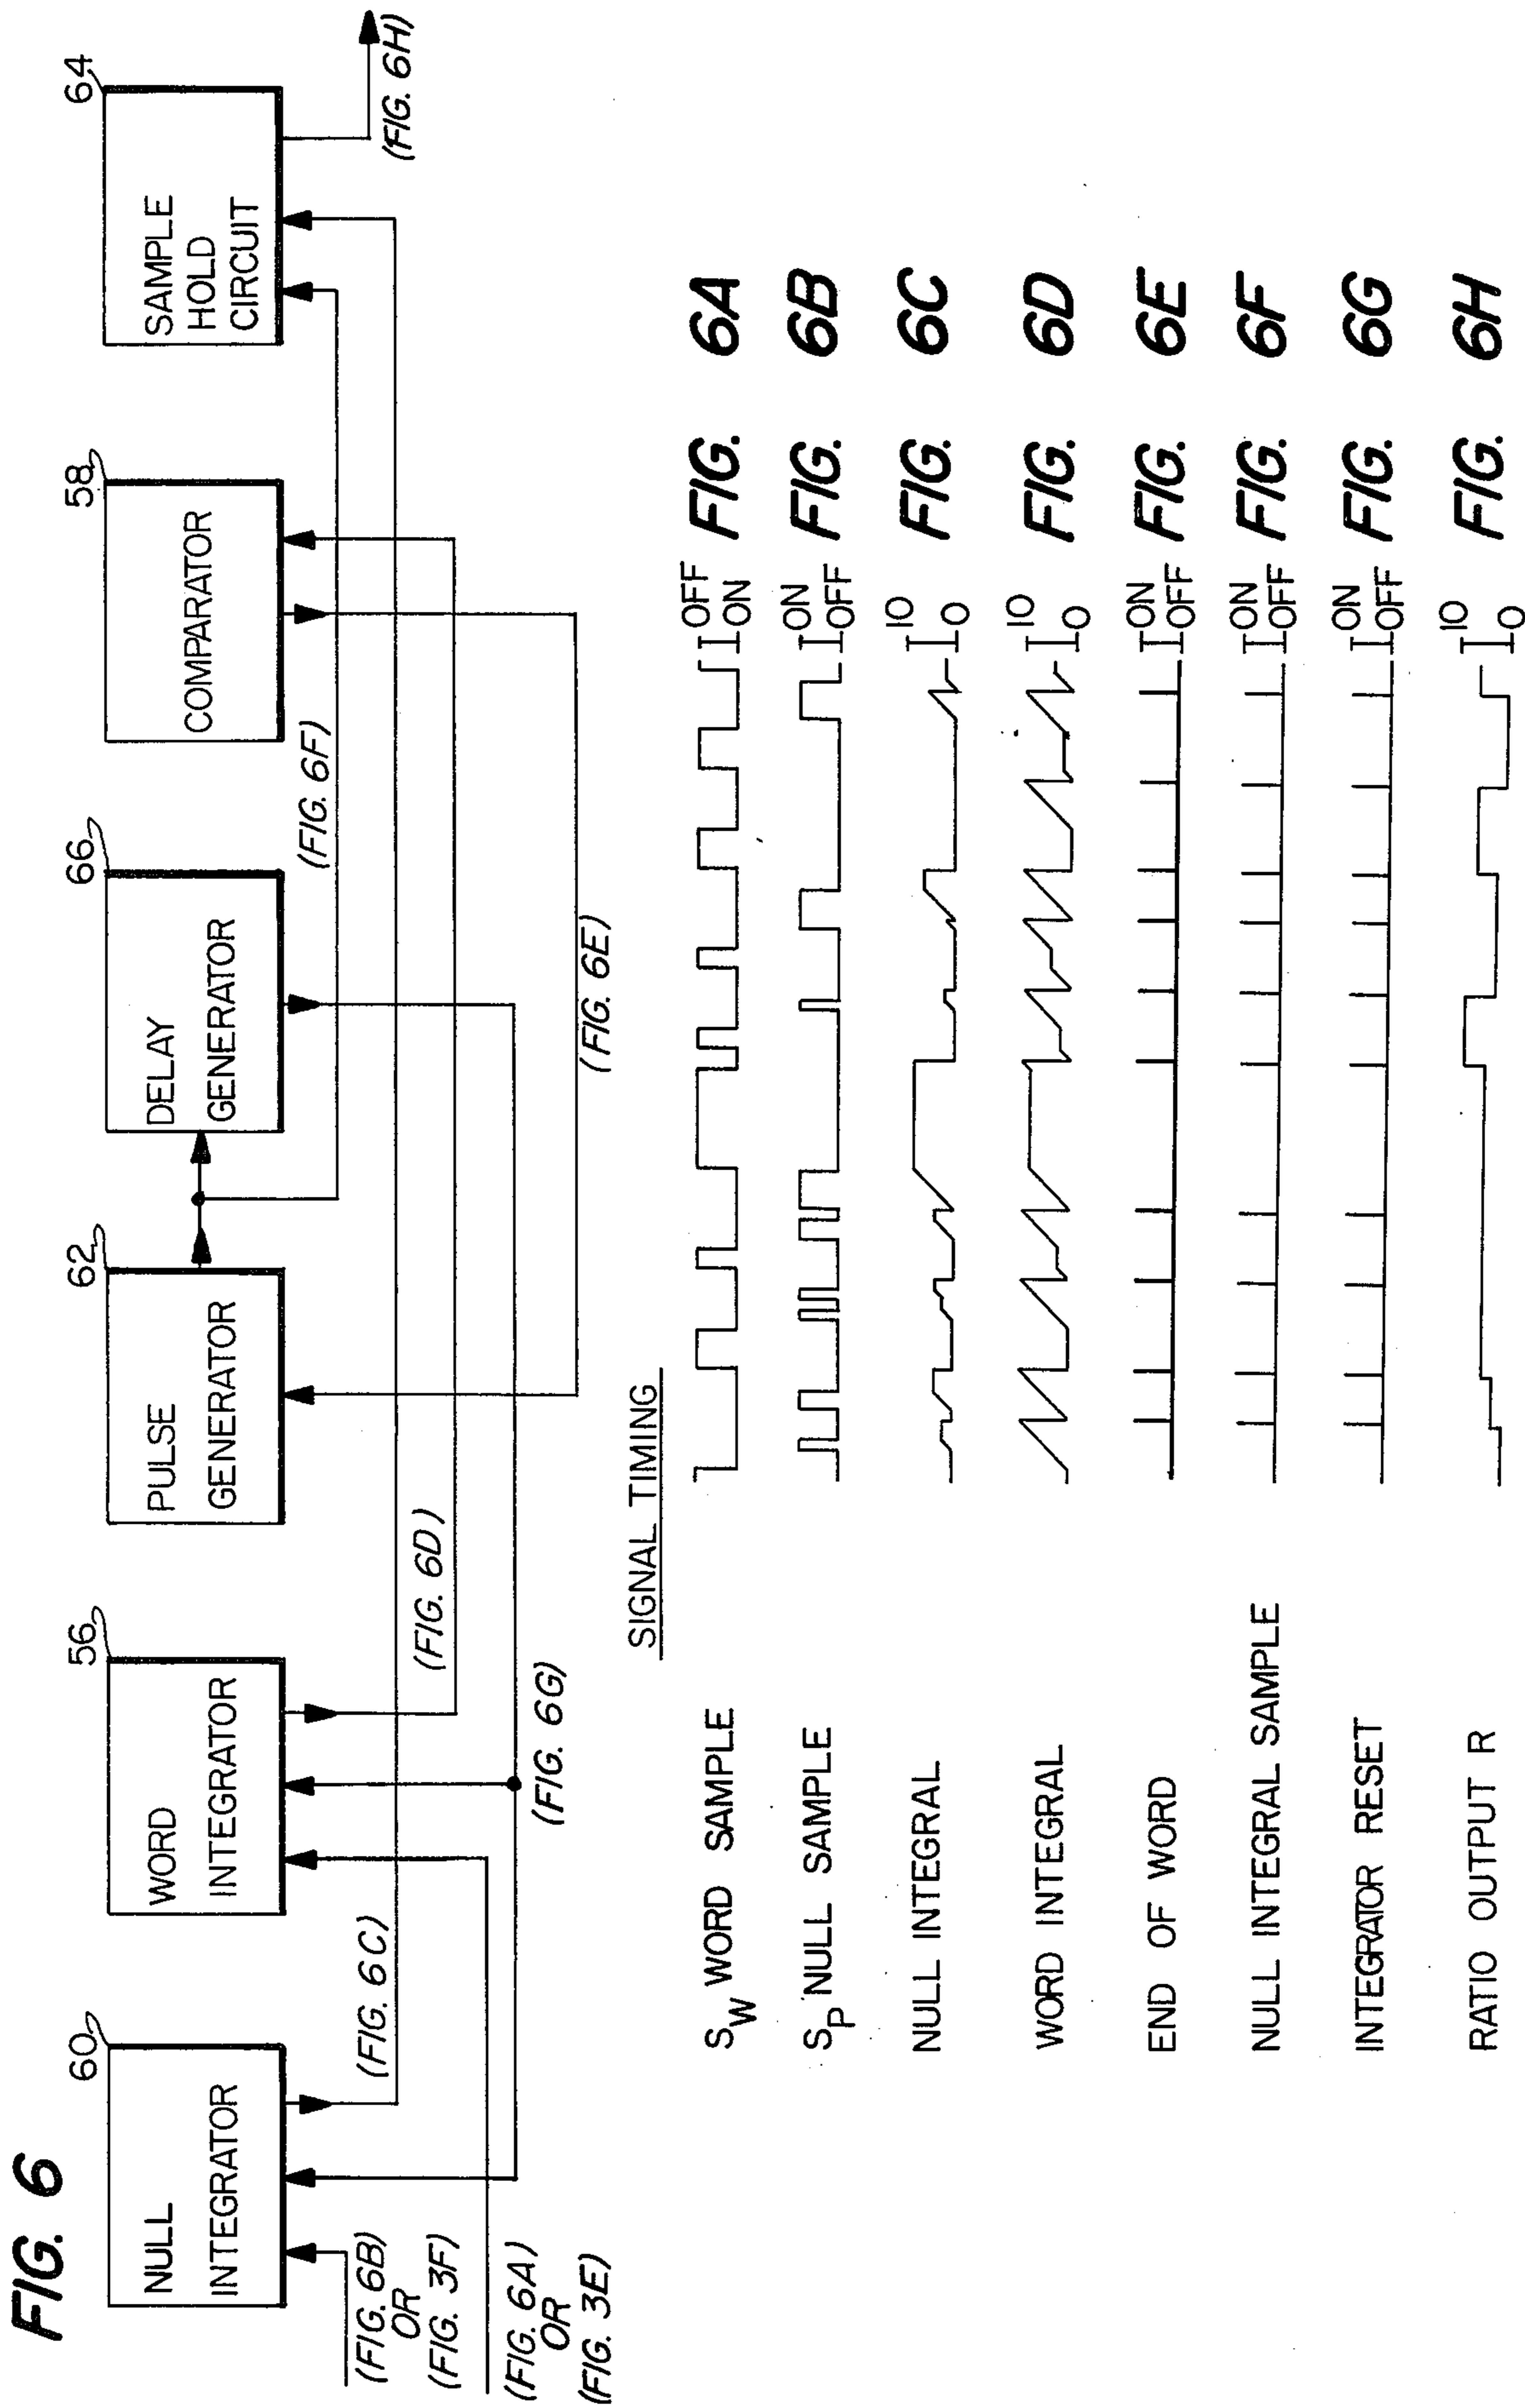 FIG. 6
60
NULL
INTEGRATOR
56
WORD
INTEGRATOR
62
PULSE
GENERATOR
66
DELAY
GENERATOR
58
COMPARATOR
64
SAMPLE
HOLD
CIRCUIT
(FIG. 6B)
OR
(FIG. 3F)
(FIG. 6A)
OR
(FIG. 3E)
(FIG. 6C)
(FIG. 6G)
(FIG. 6D)
(FIG. 6E)
(FIG. 6F)
(FIG. 6H)
SIGNAL TIMING
SW WORD SAMPLE OFF ON FIG. 6A
SP NULL SAMPLE ON OFF FIG. 6B
NULL INTEGRAL 10 0 FIG. 6C
WORD INTEGRAL 10 0 FIG. 6D
END OF WORD ON OFF FIG. 6E
NULL INTEGRAL SAMPLE ON OFF FIG. 6F
INTEGRATOR RESET ON OFF FIG. 6G
RATIO OUTPUT R 10 0 FIG. 6H